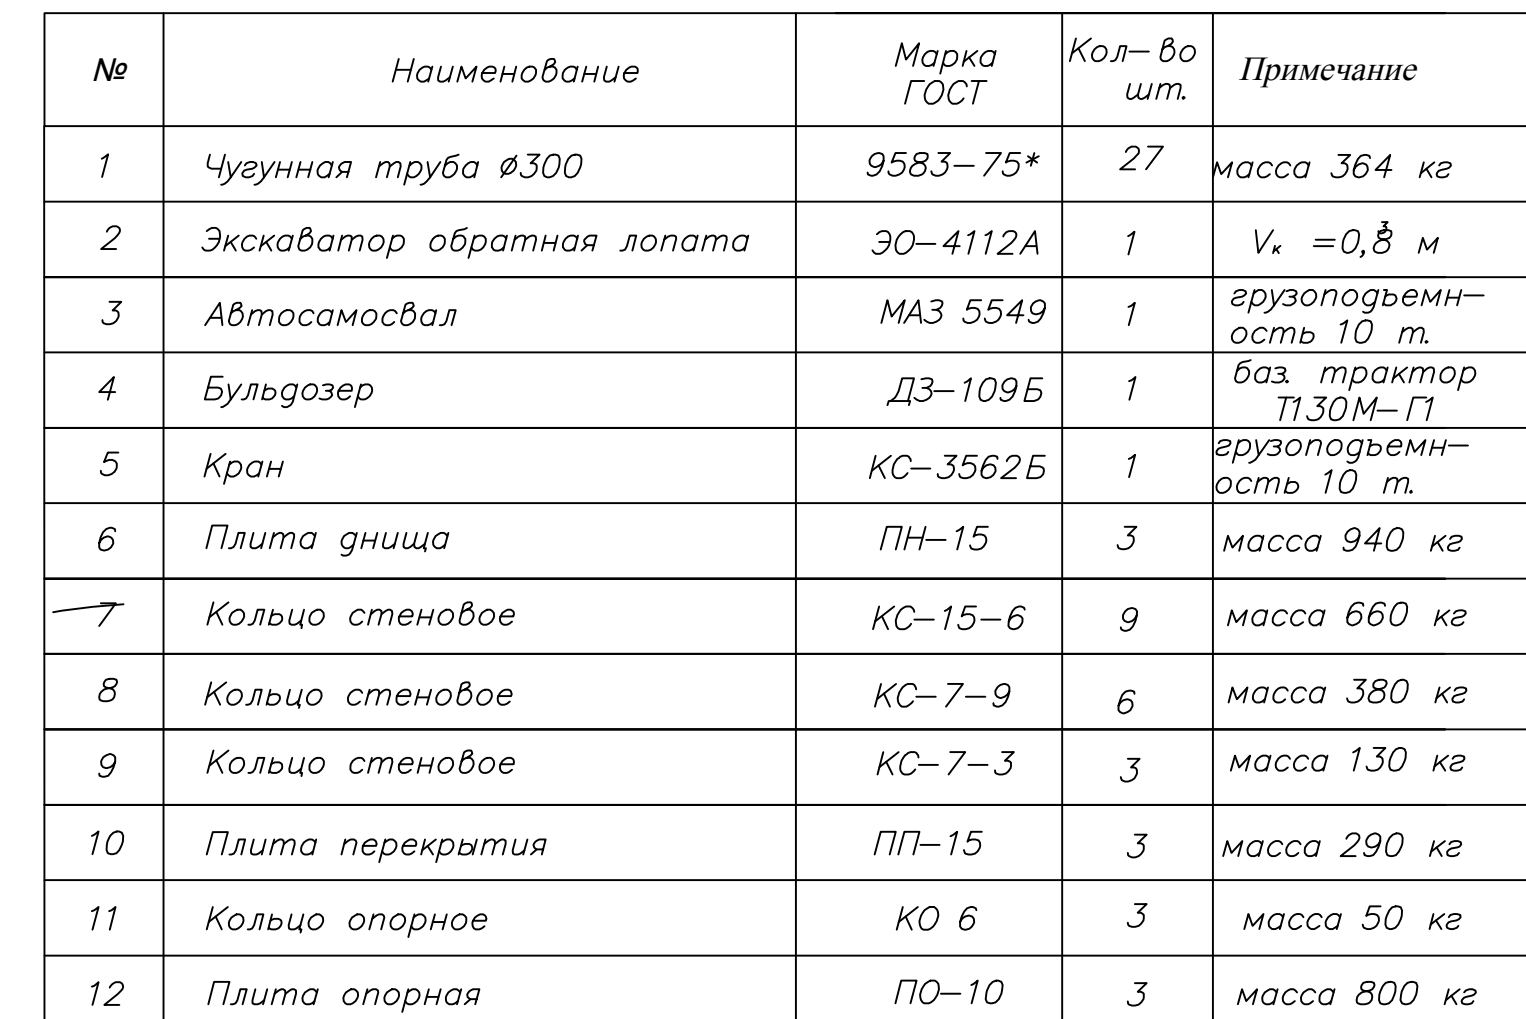 № Наименование Марка ГОСТ Кол-во шт. Примечание
1 Чугунная труба ø300 9583-75* 27 масса 364 кг
2 Экскаватор обратная лопата ЭО-4112А 1 Vк =0,8 м³
3 Автосамосвал МАЗ 5549 1 грузоподъемн-
ость 10 т.
4 Бульдозер ДЗ-109Б 1 баз. трактор
Т130М-Г1
5 Кран КС-3562Б 1 грузоподъемн-
ость 10 т.
6 Плита днища ПН-15 3 масса 940 кг
7 Кольцо стеновое КС-15-6 9 масса 660 кг
8 Кольцо стеновое КС-7-9 6 масса 380 кг
9 Кольцо стеновое КС-7-3 3 масса 130 кг
10 Плита перекрытия ПП-15 3 масса 290 кг
11 Кольцо опорное КО 6 3 масса 50 кг
12 Плита опорная ПО-10 3 масса 800 кг